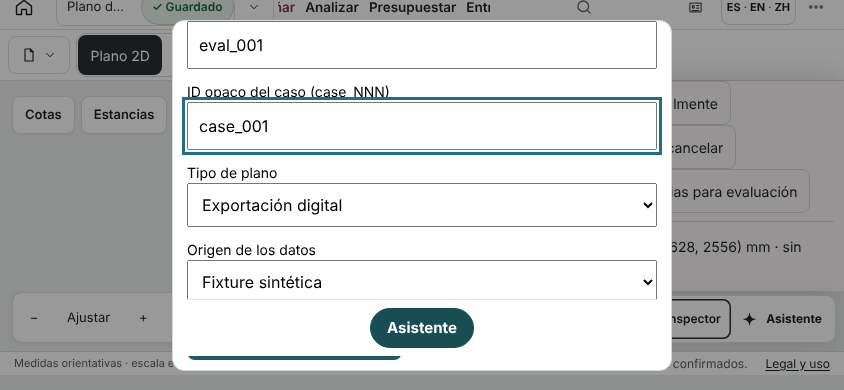 Plano d... ✓ Guardado ñar Analizar Presupuestar Entr ES · EN · ZH
Plano 2D
eval_001
ID opaco del caso (case_NNN)
case_001
Tipo de plano
Exportación digital
Origen de los datos
Fixture sintética
Asistente
Cotas Estancias
lmente
cancelar
ias para evaluación
628, 2556) mm · sin
− Ajustar + nspector Asistente
Medidas orientativas · escala e confirmados. Legal y uso